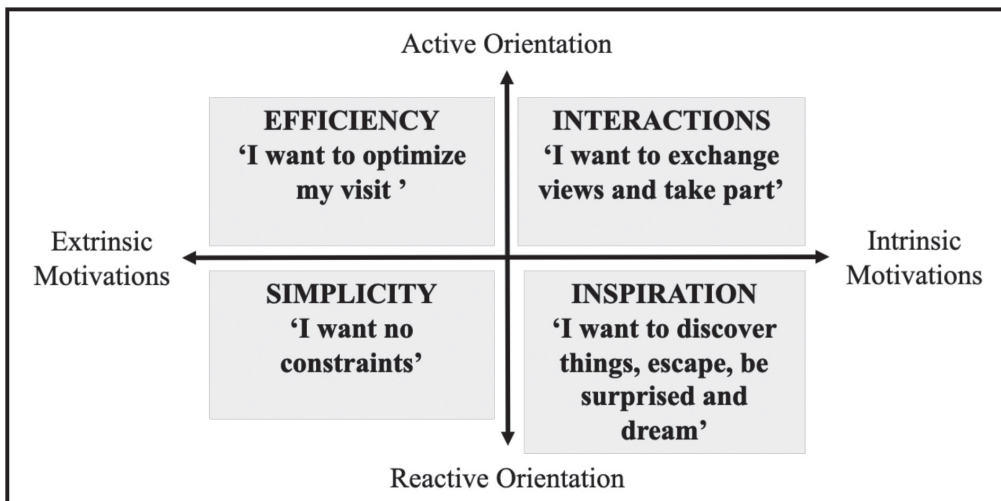 Active Orientation
EFFICIENCY
‘I want to optimize
my visit ’
INTERACTIONS
‘I want to exchange
views and take part’
Extrinsic
Motivations
Intrinsic
Motivations
SIMPLICITY
‘I want no
constraints’
INSPIRATION
‘I want to discover
things, escape, be
surprised and
dream’
Reactive Orientation